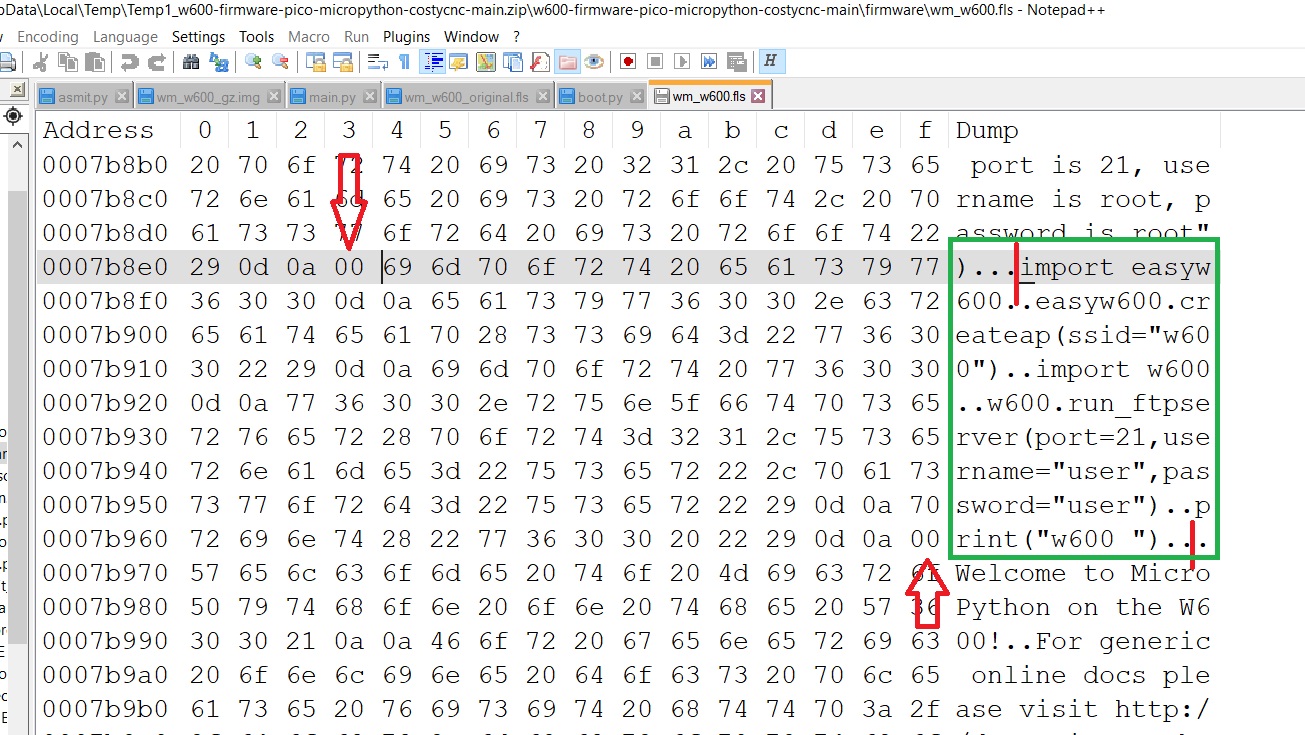 pData\Local\Temp\Temp1_w600-firmware-pico-micropython-costycnc-main.zip\w600-firmware-pico-micropython-costycnc-main\firmware\wm_w600.fls - Notepad++
Encoding Language Settings Tools Macro Run Plugins Window ?
asmit.py wm_w600_gz.img main.py wm_w600_original.fls boot.py wm_w600.fls
Address 0 1 2 3 4 5 6 7 8 9 a b c d e f Dump
0007b8b0 20 70 6f 72 74 20 69 73 20 32 31 2c 20 75 73 65 port is 21, use
0007b8c0 72 6e 61 6d 65 20 69 73 20 72 6f 6f 74 2c 20 70 rname is root, p
0007b8d0 61 73 73 77 6f 72 64 20 69 73 20 72 6f 6f 74 22 assword is root"
0007b8e0 29 0d 0a 00 69 6d 70 6f 72 74 20 65 61 73 79 77 )...import easyw
0007b8f0 36 30 30 0d 0a 65 61 73 79 77 36 30 30 2e 63 72 600..easyw600.cr
0007b900 65 61 74 65 61 70 28 73 73 69 64 3d 22 77 36 30 eateap(ssid="w60
0007b910 30 22 29 0d 0a 69 6d 70 6f 72 74 20 77 36 30 30 0")..import w600
0007b920 0d 0a 77 36 30 30 2e 72 75 6e 5f 66 74 70 73 65 ..w600.run_ftpse
0007b930 72 76 65 72 28 70 6f 72 74 3d 32 31 2c 75 73 65 rver(port=21,use
0007b940 72 6e 61 6d 65 3d 22 75 73 65 72 22 2c 70 61 73 rname="user",pas
0007b950 73 77 6f 72 64 3d 22 75 73 65 72 22 29 0d 0a 70 sword="user")..p
0007b960 72 69 6e 74 28 22 77 36 30 30 20 22 29 0d 0a 00 rint("w600 ")...
0007b970 57 65 6c 63 6f 6d 65 20 74 6f 20 4d 69 63 72 6f Welcome to Micro
0007b980 50 79 74 68 6f 6e 20 6f 6e 20 74 68 65 20 57 36 Python on the W6
0007b990 30 30 21 0a 0a 46 6f 72 20 67 65 6e 65 72 69 63 00!..For generic
0007b9a0 20 6f 6e 6c 69 6e 65 20 64 6f 63 73 20 70 6c 65 online docs ple
0007b9b0 61 73 65 20 76 69 73 69 74 20 68 74 74 70 3a 2f ase visit http:/